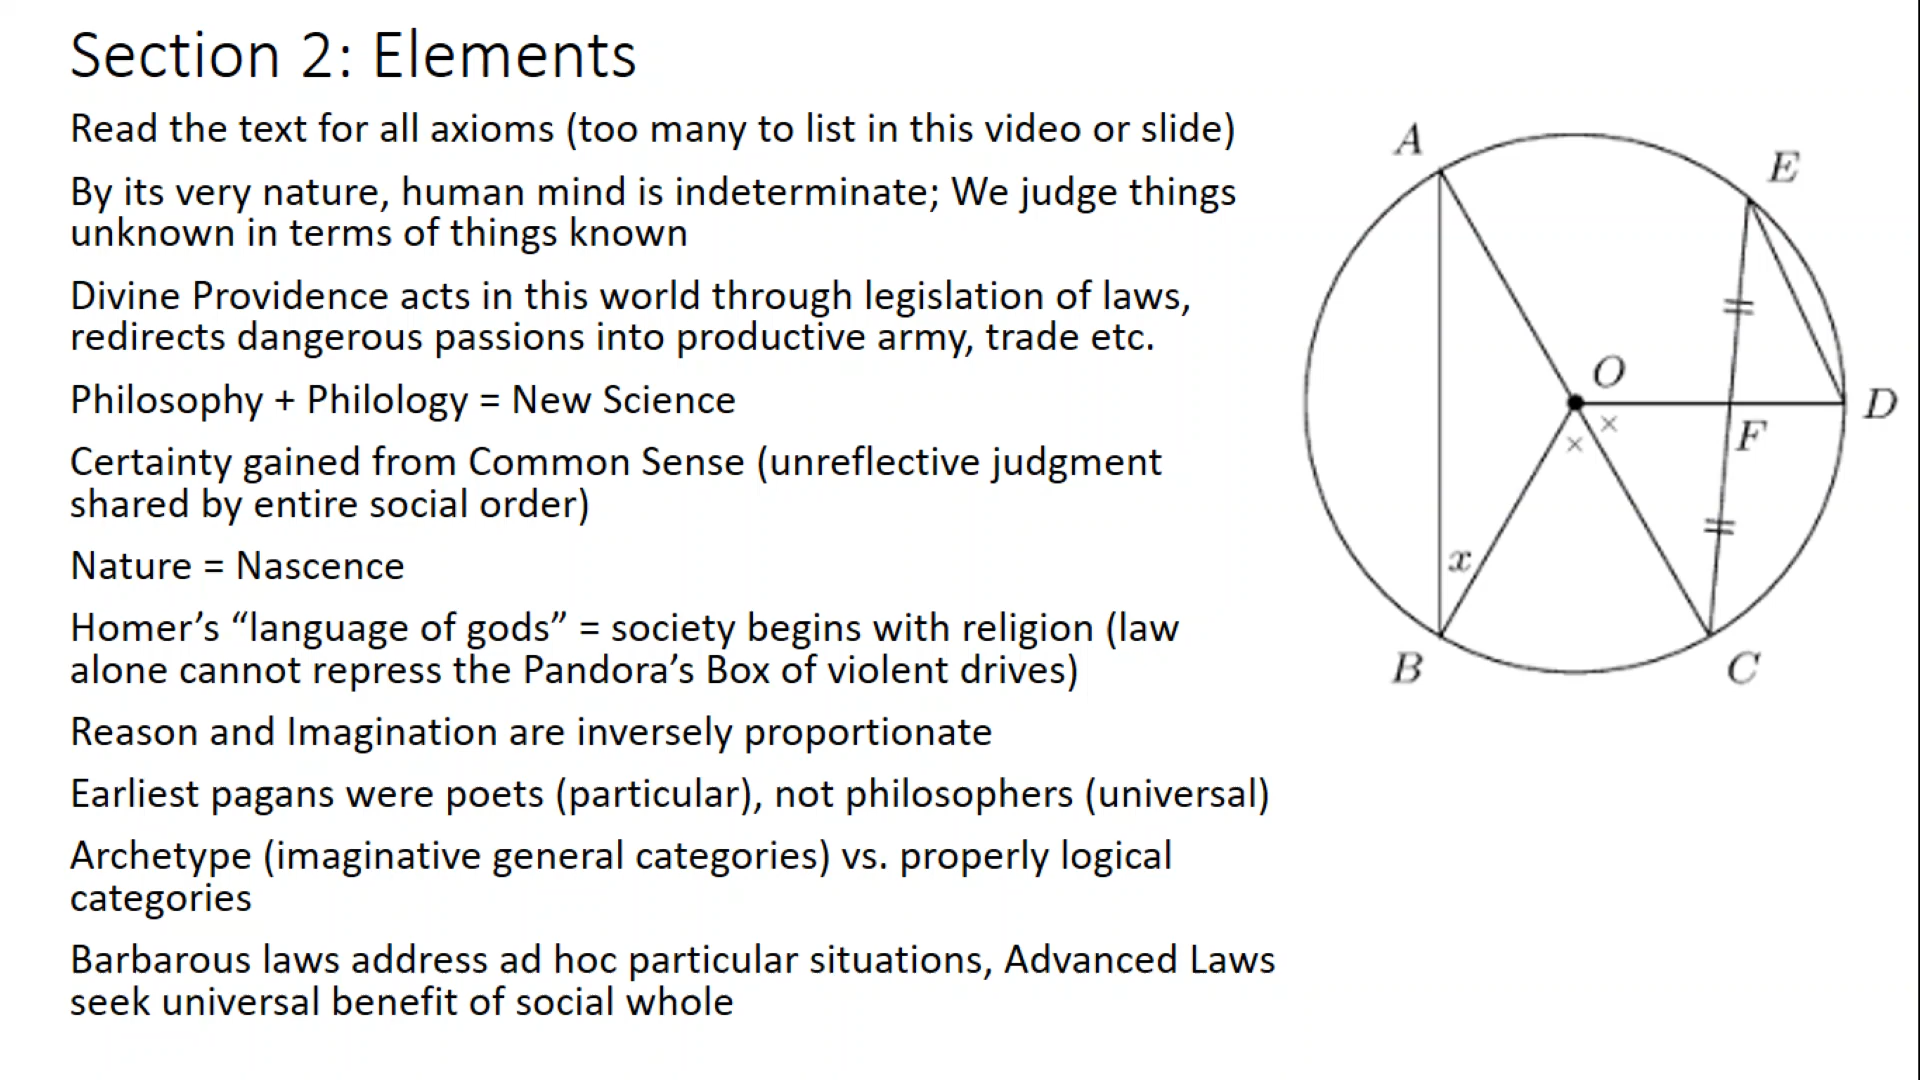 Section 2: Elements
Read the text for all axioms (too many to list in this video or slide)
By its very nature, human mind is indeterminate; We judge things
unknown in terms of things known
Divine Providence acts in this world through legislation of laws,
redirects dangerous passions into productive army, trade etc.
Philosophy + Philology = New Science
Certainty gained from Common Sense (unreflective judgment
shared by entire social order)
Nature = Nascence
Homer’s “language of gods” = society begins with religion (law
alone cannot repress the Pandora’s Box of violent drives)
Reason and Imagination are inversely proportionate
Earliest pagans were poets (particular), not philosophers (universal)
Archetype (imaginative general categories) vs. properly logical
categories
Barbarous laws address ad hoc particular situations, Advanced Laws
seek universal benefit of social whole
A
E
O
D
F
x
B
C